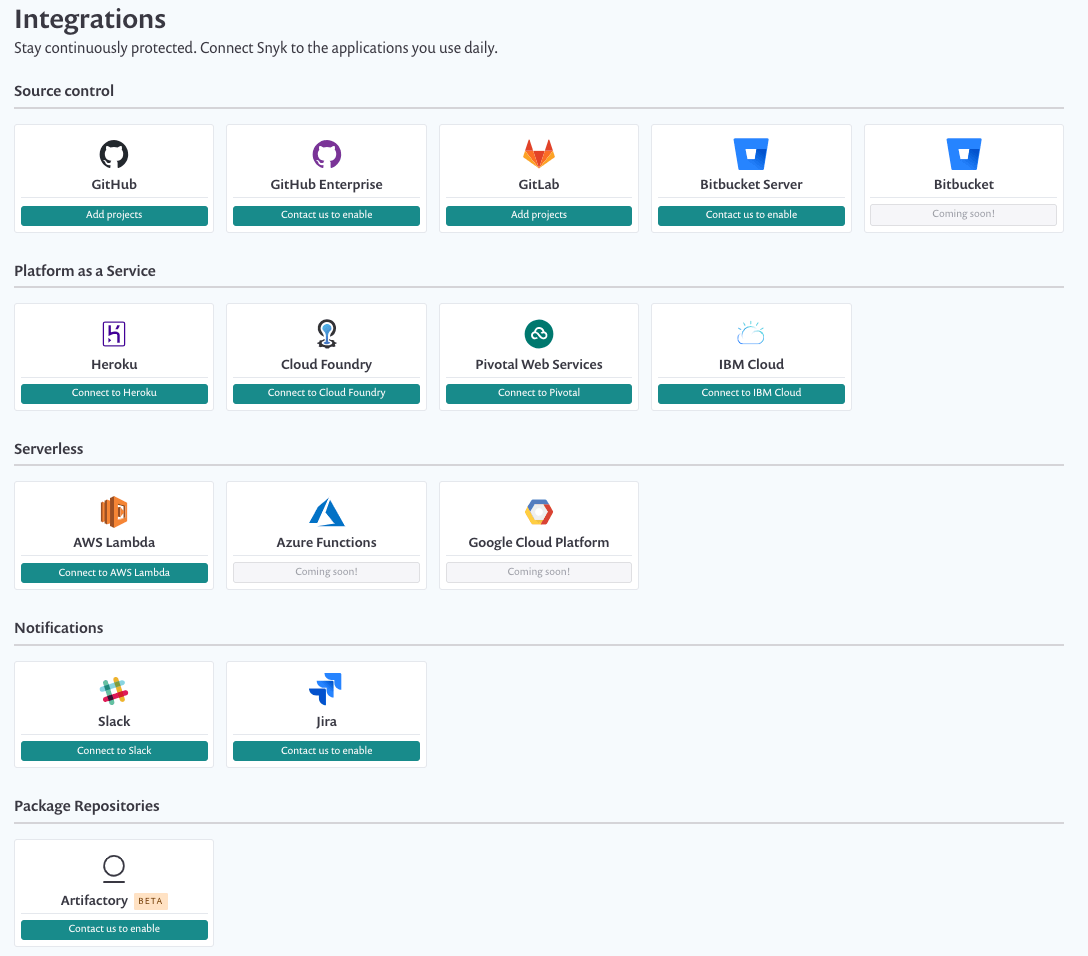 Integrations
Stay continuously protected. Connect Snyk to the applications you use daily.
Source control
GitHub
Add projects
GitHub Enterprise
Contact us to enable
GitLab
Add projects
Bitbucket Server
Contact us to enable
Bitbucket
Coming soon!
Platform as a Service
Heroku
Connect to Heroku
Cloud Foundry
Connect to Cloud Foundry
Pivotal Web Services
Connect to Pivotal
IBM Cloud
Connect to IBM Cloud
Serverless
AWS Lambda
Connect to AWS Lambda
Azure Functions
Coming soon!
Google Cloud Platform
Coming soon!
Notifications
Slack
Connect to Slack
Jira
Contact us to enable
Package Repositories
Artifactory BETA
Contact us to enable